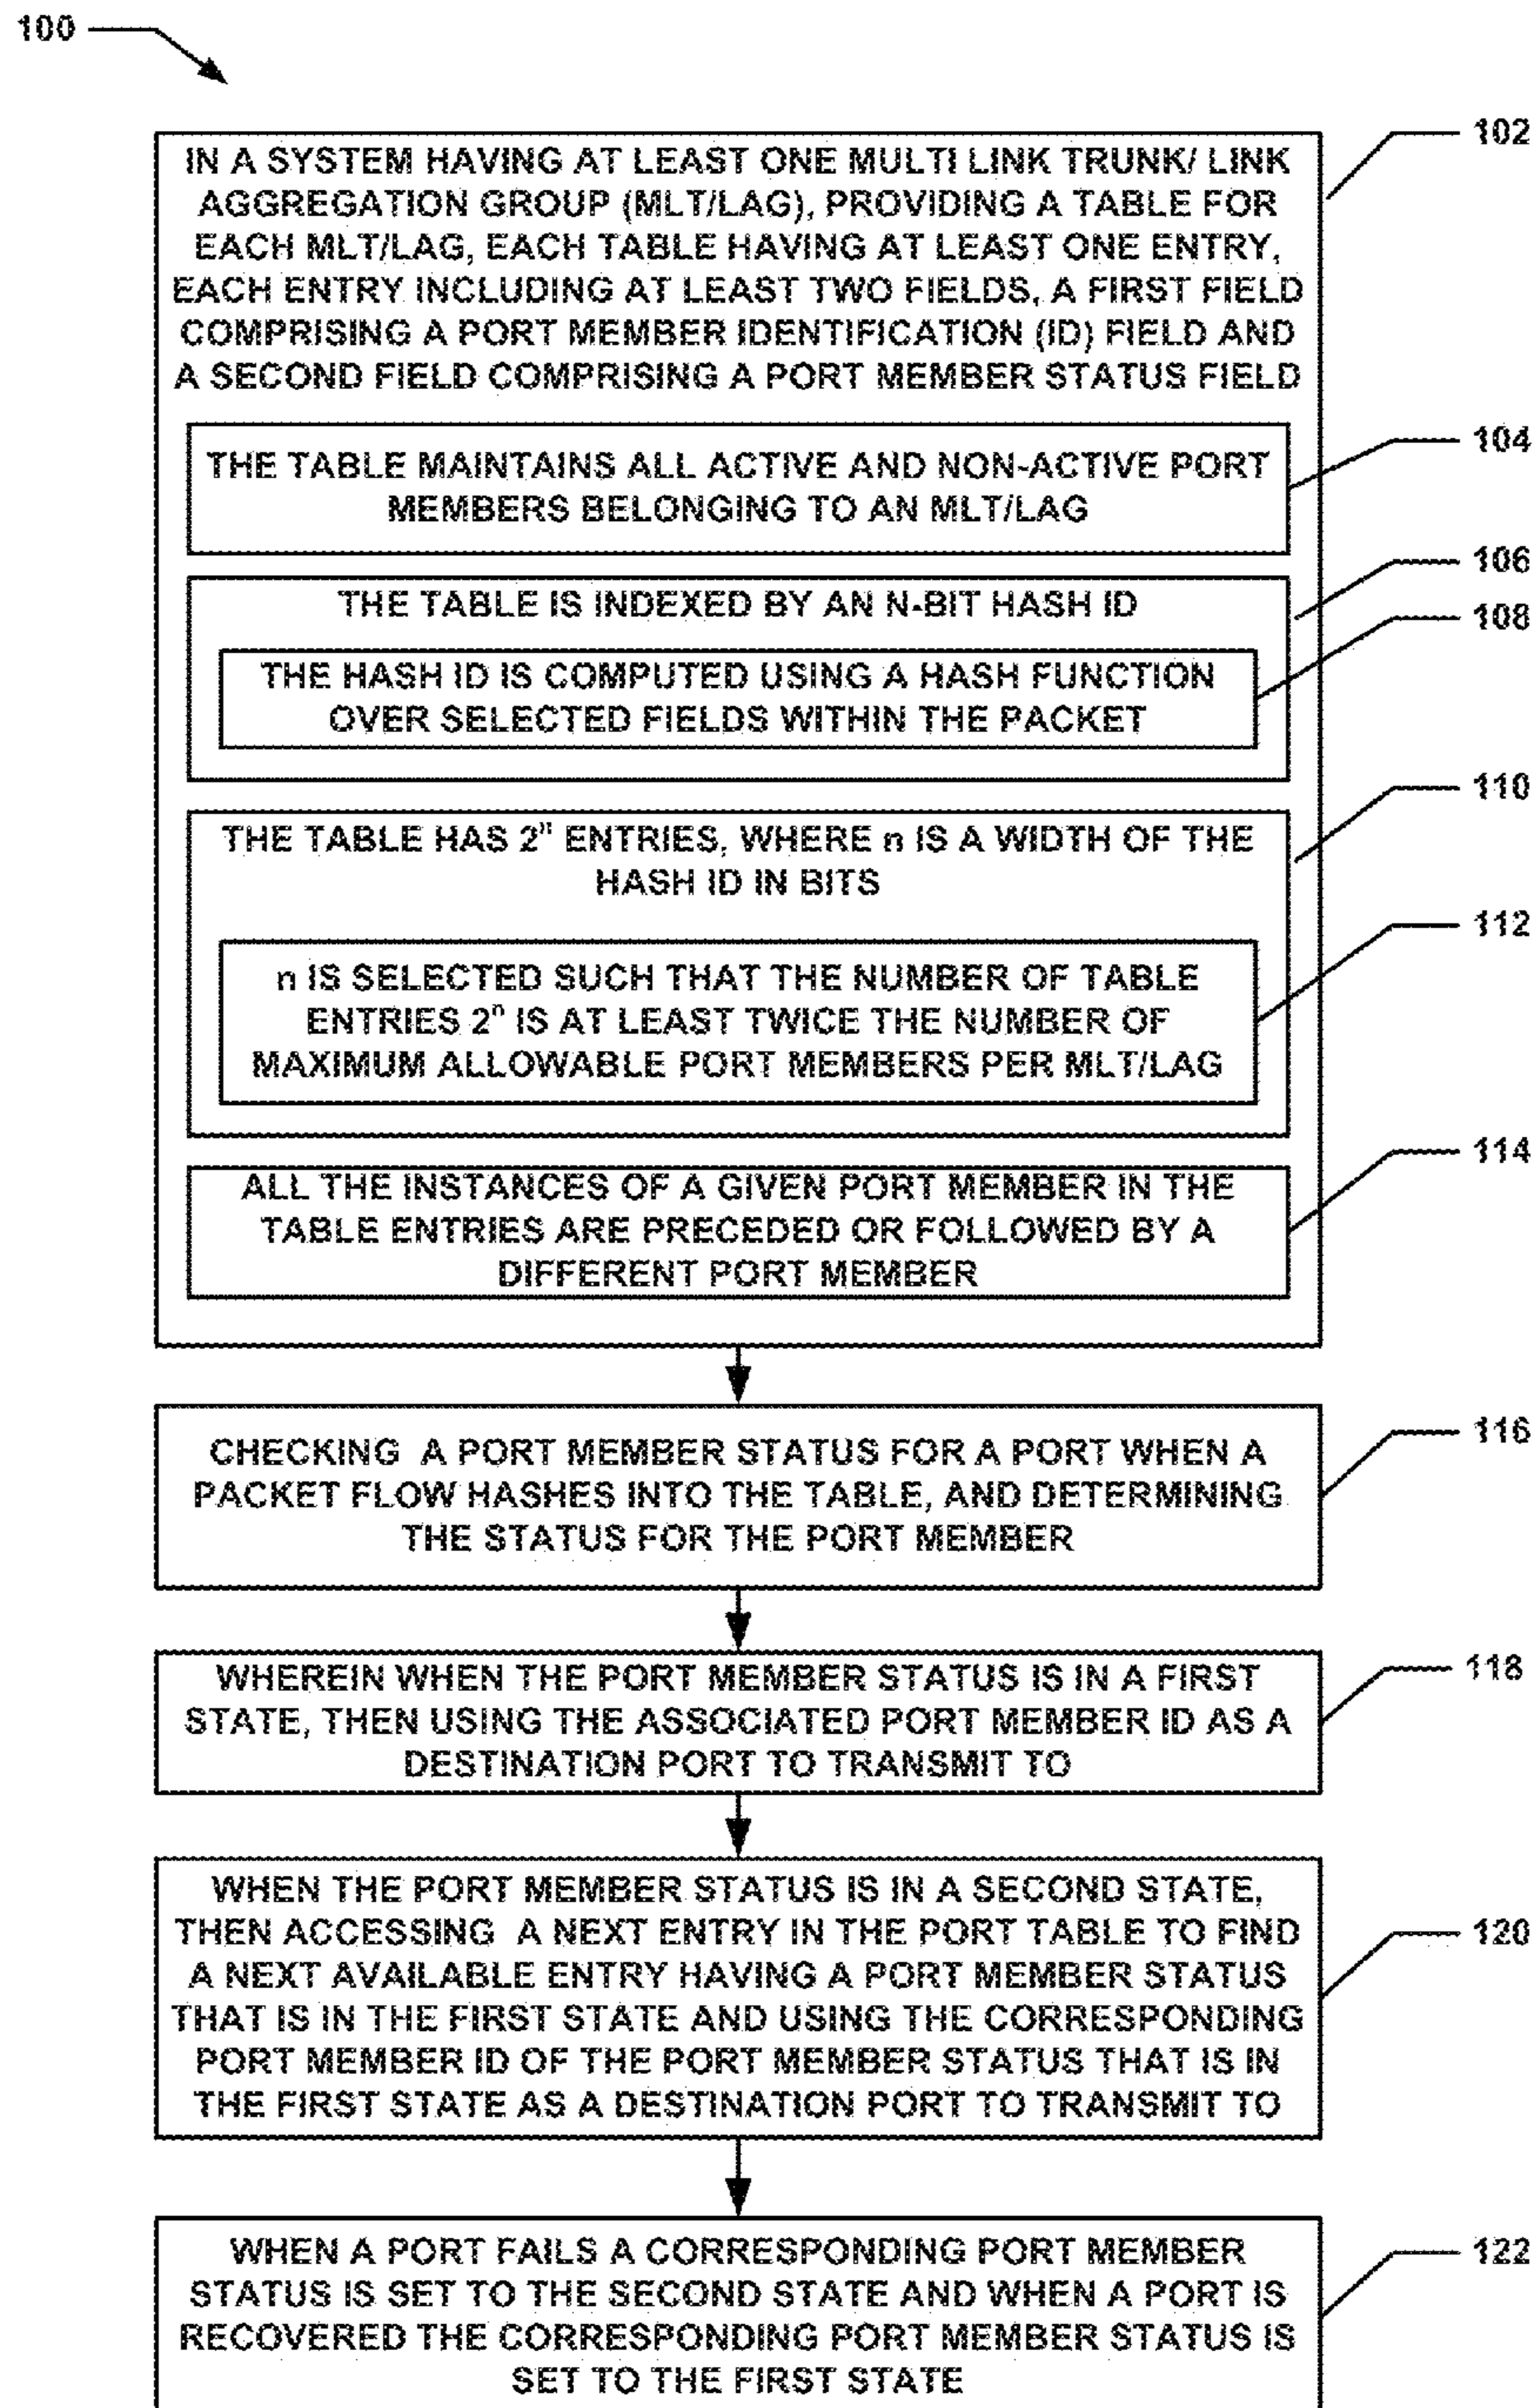 100
102
IN A SYSTEM HAVING AT LEAST ONE MULTI LINK TRUNK/ LINK
AGGREGATION GROUP (MLT/LAG), PROVIDING A TABLE FOR
EACH MLT/LAG, EACH TABLE HAVING AT LEAST ONE ENTRY,
EACH ENTRY INCLUDING AT LEAST TWO FIELDS, A FIRST FIELD
COMPRISING A PORT MEMBER IDENTIFICATION (ID) FIELD AND
A SECOND FIELD COMPRISING A PORT MEMBER STATUS FIELD
104
THE TABLE MAINTAINS ALL ACTIVE AND NON-ACTIVE PORT
MEMBERS BELONGING TO AN MLT/LAG
106
THE TABLE IS INDEXED BY AN N-BIT HASH ID
108
THE HASH ID IS COMPUTED USING A HASH FUNCTION
OVER SELECTED FIELDS WITHIN THE PACKET
110
THE TABLE HAS 2ⁿ ENTRIES, WHERE n IS A WIDTH OF THE
HASH ID IN BITS
112
n IS SELECTED SUCH THAT THE NUMBER OF TABLE
ENTRIES 2ⁿ IS AT LEAST TWICE THE NUMBER OF
MAXIMUM ALLOWABLE PORT MEMBERS PER MLT/LAG
114
ALL THE INSTANCES OF A GIVEN PORT MEMBER IN THE
TABLE ENTRIES ARE PRECEDED OR FOLLOWED BY A
DIFFERENT PORT MEMBER
116
CHECKING A PORT MEMBER STATUS FOR A PORT WHEN A
PACKET FLOW HASHES INTO THE TABLE, AND DETERMINING
THE STATUS FOR THE PORT MEMBER
118
WHEREIN WHEN THE PORT MEMBER STATUS IS IN A FIRST
STATE, THEN USING THE ASSOCIATED PORT MEMBER ID AS A
DESTINATION PORT TO TRANSMIT TO
120
WHEN THE PORT MEMBER STATUS IS IN A SECOND STATE,
THEN ACCESSING A NEXT ENTRY IN THE PORT TABLE TO FIND
A NEXT AVAILABLE ENTRY HAVING A PORT MEMBER STATUS
THAT IS IN THE FIRST STATE AND USING THE CORRESPONDING
PORT MEMBER ID OF THE PORT MEMBER STATUS THAT IS IN
THE FIRST STATE AS A DESTINATION PORT TO TRANSMIT TO
122
WHEN A PORT FAILS A CORRESPONDING PORT MEMBER
STATUS IS SET TO THE SECOND STATE AND WHEN A PORT IS
RECOVERED THE CORRESPONDING PORT MEMBER STATUS IS
SET TO THE FIRST STATE